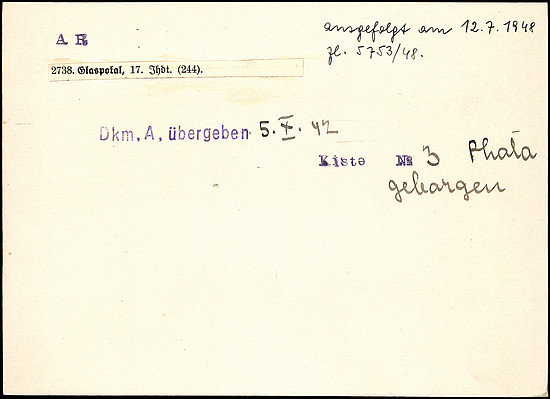 ausgefolgt am 12.7.1948
zl. 5753/48.
A R
2738. Glaspokal, 17. Jhdt. (244).
Dkm. A. übergeben 5. X. 42
Kiste № 3 Phata
geborgen